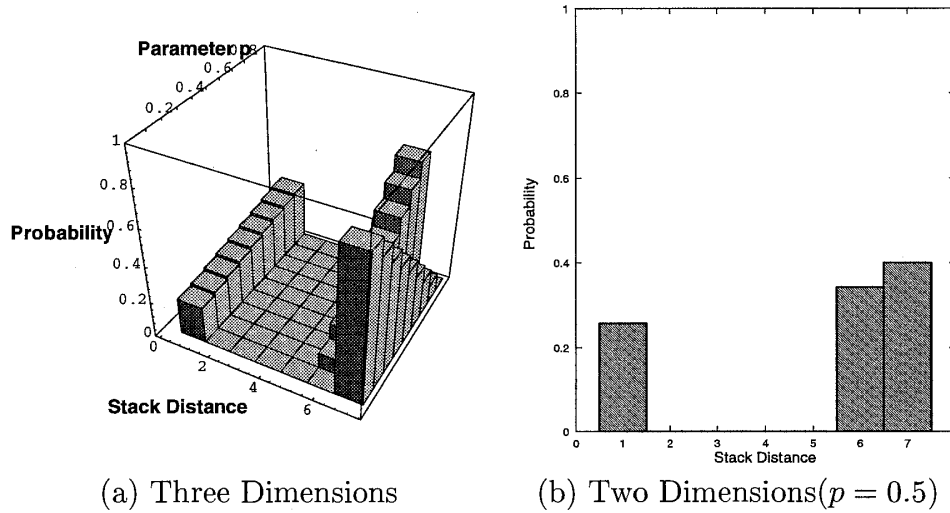 Parameter p
0.2
0.4
0.6
0.8
1
0.8
0.6
0.4
0.2
0
Probability
0
2
4
6
Stack Distance
(a) Three Dimensions
1
0.8
0.6
0.4
0.2
0
Probability
0 1 2 3 4 5 6 7
Stack Distance
(b) Two Dimensions(p = 0.5)